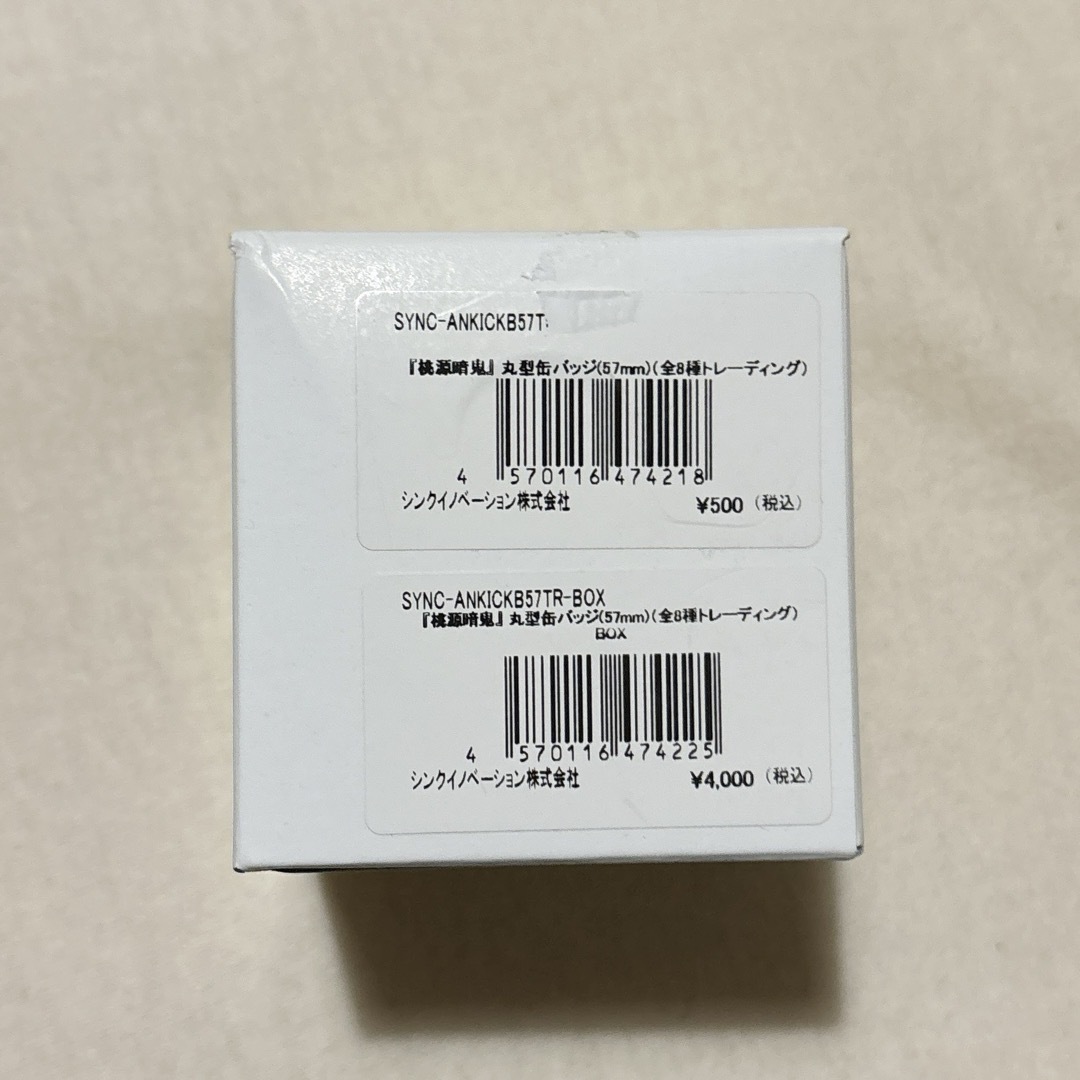 SYNC-ANKICKB57T
『桃源暗鬼』丸型缶バッジ(57mm)(全8種トレーディング)
4 570116 474218
シンクイノベーション株式会社 ¥500 (税込)
SYNC-ANKICKB57TR-BOX
『桃源暗鬼』丸型缶バッジ(57mm)(全8種トレーディング)
BOX
4 570116 474225
シンクイノベーション株式会社 ¥4,000 (税込)